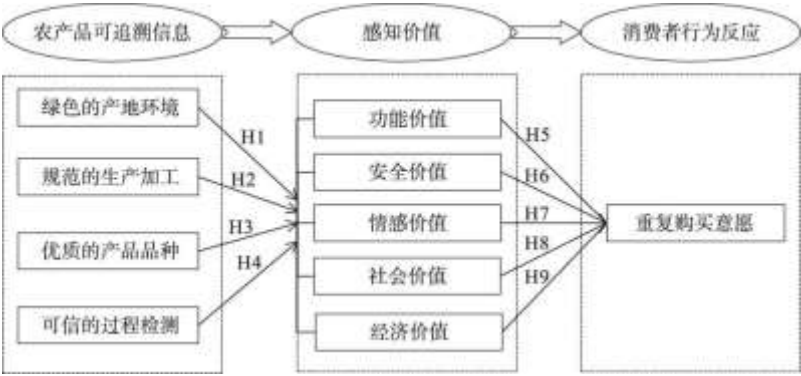 农产品可追溯信息
感知价值
消费者行为反应
绿色的产地环境
规范的生产加工
优质的产品品种
可信的过程检测
H1
H2
H3
H4
功能价值
安全价值
情感价值
社会价值
经济价值
H5
H6
H7
H8
H9
重复购买意愿